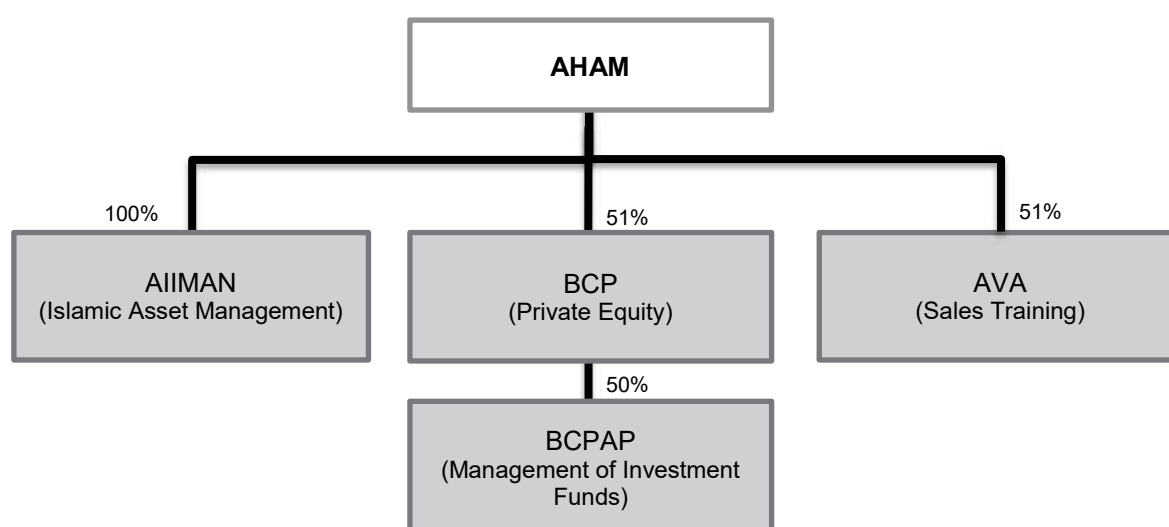 AHAM
100%
51%
51%
AIIMAN
(Islamic Asset Management)
BCP
(Private Equity)
AVA
(Sales Training)
50%
BCPAP
(Management of Investment
Funds)